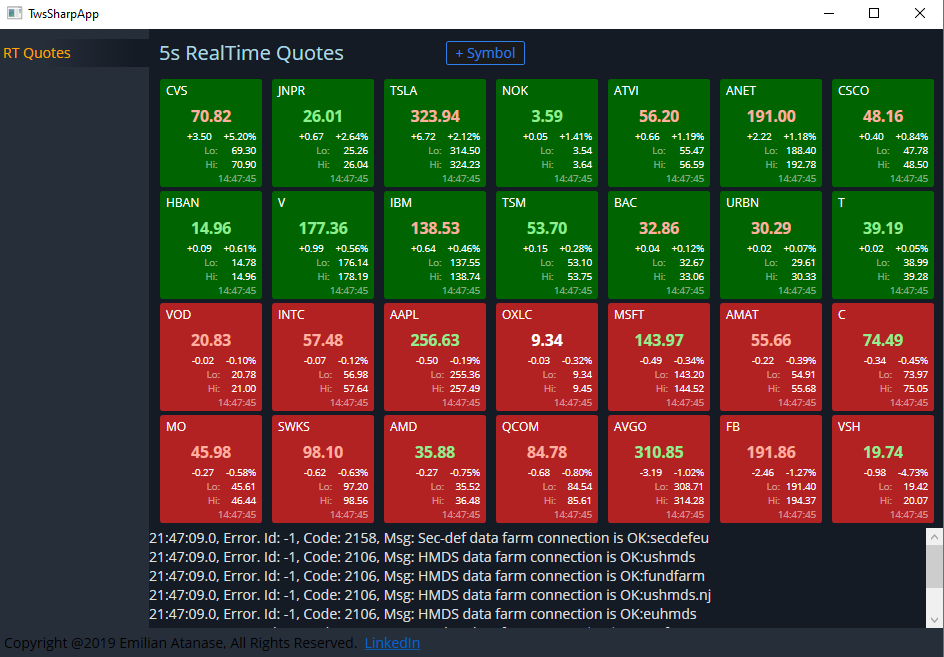 TwsSharpApp
RT Quotes
5s RealTime Quotes
+ Symbol
CVS
70.82
+3.50 +5.20%
Lo: 69.30
Hi: 70.90
14:47:45
JNPR
26.01
+0.67 +2.64%
Lo: 25.26
Hi: 26.04
14:47:45
TSLA
323.94
+6.72 +2.12%
Lo: 314.50
Hi: 324.23
14:47:45
NOK
3.59
+0.05 +1.41%
Lo: 3.54
Hi: 3.64
14:47:45
ATVI
56.20
+0.66 +1.19%
Lo: 55.47
Hi: 56.59
14:47:45
ANET
191.00
+2.22 +1.18%
Lo: 188.40
Hi: 192.78
14:47:45
CSCO
48.16
+0.40 +0.84%
Lo: 47.78
Hi: 48.50
14:47:45
HBAN
14.96
+0.09 +0.61%
Lo: 14.78
Hi: 14.96
14:47:45
V
177.36
+0.99 +0.56%
Lo: 176.14
Hi: 178.19
14:47:45
IBM
138.53
+0.64 +0.46%
Lo: 137.55
Hi: 138.74
14:47:45
TSM
53.70
+0.15 +0.28%
Lo: 53.10
Hi: 53.75
14:47:45
BAC
32.86
+0.04 +0.12%
Lo: 32.67
Hi: 33.06
14:47:45
URBN
30.29
+0.02 +0.07%
Lo: 29.61
Hi: 30.33
14:47:45
T
39.19
+0.02 +0.05%
Lo: 38.99
Hi: 39.28
14:47:45
VOD
20.83
-0.02 -0.10%
Lo: 20.78
Hi: 21.00
14:47:45
INTC
57.48
-0.07 -0.12%
Lo: 56.98
Hi: 57.64
14:47:45
AAPL
256.63
-0.50 -0.19%
Lo: 255.36
Hi: 257.49
14:47:45
OXLC
9.34
-0.03 -0.32%
Lo: 9.34
Hi: 9.45
14:47:45
MSFT
143.97
-0.49 -0.34%
Lo: 143.20
Hi: 144.52
14:47:45
AMAT
55.66
-0.22 -0.39%
Lo: 54.91
Hi: 55.68
14:47:45
C
74.49
-0.34 -0.45%
Lo: 73.97
Hi: 75.05
14:47:45
MO
45.98
-0.27 -0.58%
Lo: 45.61
Hi: 46.44
14:47:45
SWKS
98.10
-0.62 -0.63%
Lo: 97.20
Hi: 98.56
14:47:45
AMD
35.88
-0.27 -0.75%
Lo: 35.52
Hi: 36.48
14:47:45
QCOM
84.78
-0.68 -0.80%
Lo: 84.54
Hi: 85.61
14:47:45
AVGO
310.85
-3.19 -1.02%
Lo: 308.71
Hi: 314.28
14:47:45
FB
191.86
-2.46 -1.27%
Lo: 191.40
Hi: 194.37
14:47:45
VSH
19.74
-0.98 -4.73%
Lo: 19.42
Hi: 20.07
14:47:45
21:47:09.0, Error. Id: -1, Code: 2158, Msg: Sec-def data farm connection is OK:secdefeu
21:47:09.0, Error. Id: -1, Code: 2106, Msg: HMDS data farm connection is OK:ushmds
21:47:09.0, Error. Id: -1, Code: 2106, Msg: HMDS data farm connection is OK:fundfarm
21:47:09.0, Error. Id: -1, Code: 2106, Msg: HMDS data farm connection is OK:ushmds.nj
21:47:09.0, Error. Id: -1, Code: 2106, Msg: HMDS data farm connection is OK:euhmds
Copyright @2019 Emilian Atanase, All Rights Reserved. LinkedIn